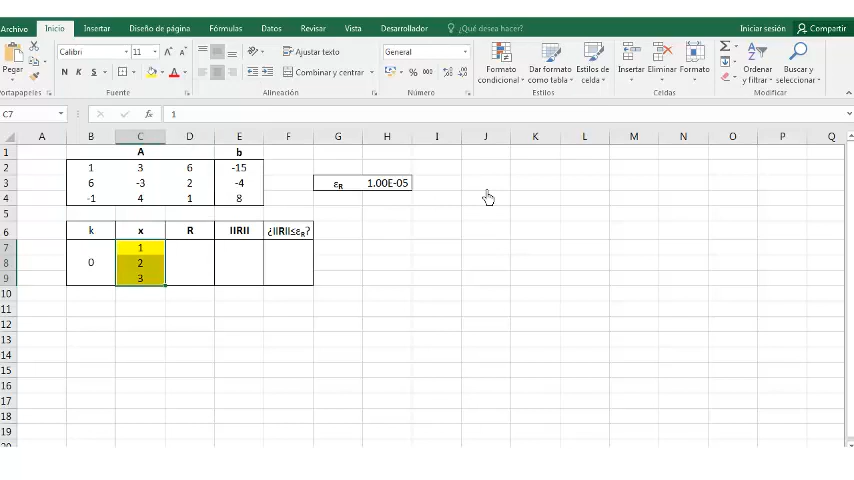 Archivo Inicio Insertar Diseño de página Fórmulas Datos Revisar Vista Desarrollador ¿Qué desea hacer? Iniciar sesión Compartir
Calibri 11 A A Ajustar texto General
Pegar N K S A Combinar y centrar % 000 Formato condicional Dar formato como tabla Estilos de celda Insertar Eliminar Formato Ordenar y filtrar Buscar y seleccionar
Portapapeles Fuente Alineación Número Estilos Celdas Modificar
C7 fx 1
A B C D E F G H I J K L M N O P Q
1 A b
2 1 3 6 -15
3 6 -3 2 -4 εR 1.00E-05
4 -1 4 1 8
5
6 k x R IIRII ¿IIRII≤εR?
7 1
8 0 2
9 3
10
11
12
13
14
15
16
17
18
19
20